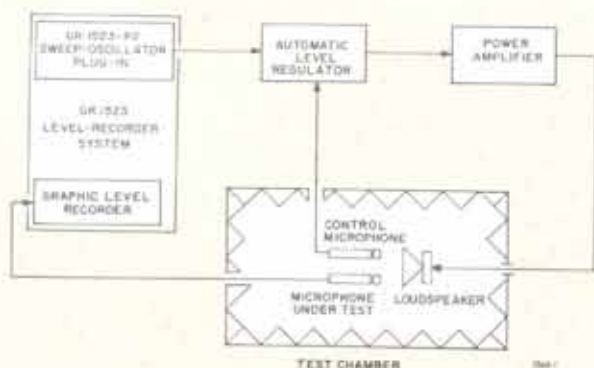 GR 1523-P2
SWEEP-OSCILLATOR
PLUG-IN
GR 1523
LEVEL-RECORDER
SYSTEM
GRAPHIC LEVEL
RECORDER
AUTOMATIC
LEVEL
REGULATOR
POWER
AMPLIFIER
CONTROL
MICROPHONE
MICROPHONE
UNDER TEST
LOUDSPEAKER
TEST CHAMBER